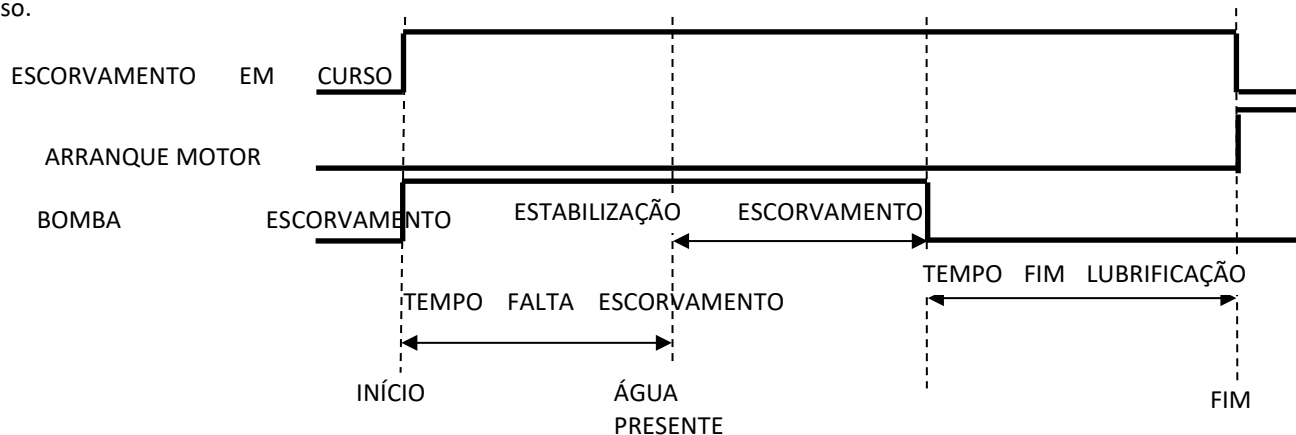 so.
ESCORVAMENTO EM CURSO
ARRANQUE MOTOR
BOMBA ESCORVAMENTO
ESTABILIZAÇÃO ESCORVAMENTO
TEMPO FIM LUBRIFICAÇÃO
TEMPO FALTA ESCORVAMENTO
INÍCIO
ÁGUA
PRESENTE
FIM